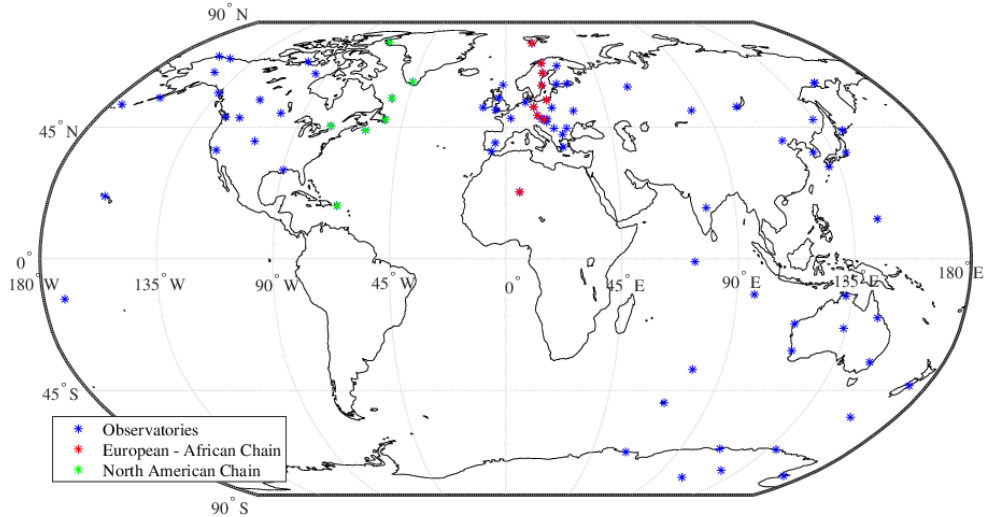 90° N
45° N
0°
180° W
135° W
90° W
45° W
0°
45° E
90° E
135° E
180° E
45° S
90° S
Observatories
European - African Chain
North American Chain